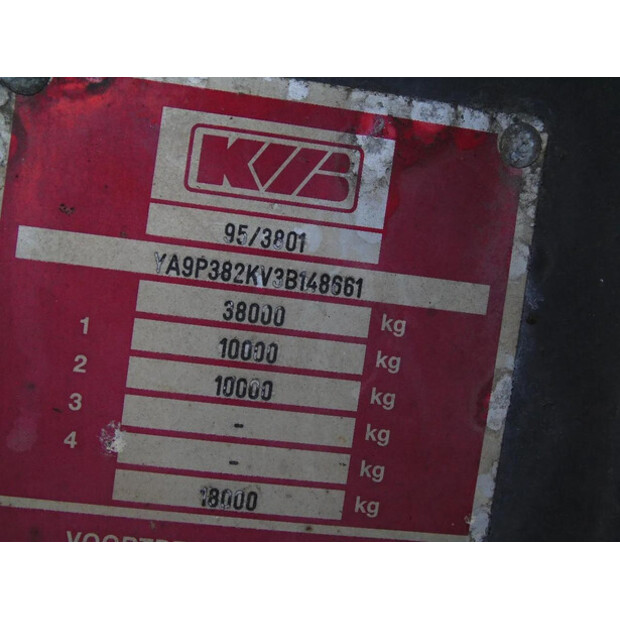 KVB
95/3801
YA9P382KV3B148661
38000 kg
1 10000 kg
2 10000 kg
3 - kg
4 - kg
18000 kg